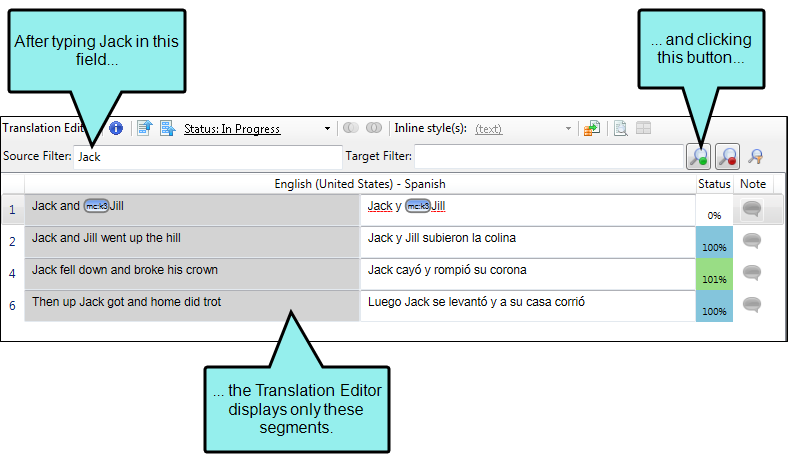 After typing Jack in this
field...
... and clicking
this button...
Translation Edit
Status: In Progress
Inline style(s):
(text)
Source Filter:
Jack
Target Filter:
English (United States) - Spanish
Status
Note
1
Jack and mc:k3 Jill
Jack y mc:k3 Jill
0%
2
Jack and Jill went up the hill
Jack y Jill subieron la colina
100%
4
Jack fell down and broke his crown
Jack cayó y rompió su corona
101%
6
Then up Jack got and home did trot
Luego Jack se levantó y a su casa corrió
100%
... the Translation Editor
displays only these
segments.